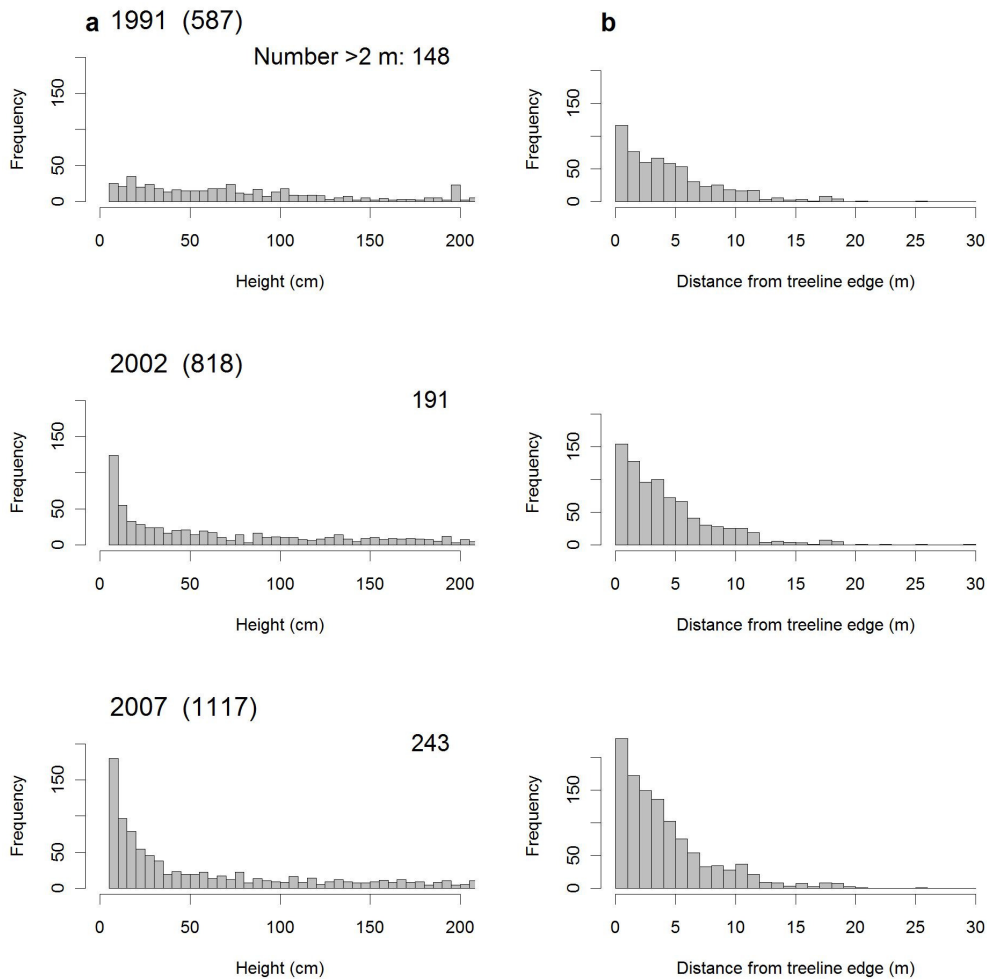 a 1991 (587)
Number >2 m: 148
Frequency
0 50 150
0 50 100 150 200
Height (cm)
b
Frequency
0 50 150
0 5 10 15 20 25 30
Distance from treeline edge (m)
2002 (818)
191
Frequency
0 50 150
0 50 100 150 200
Height (cm)
Frequency
0 50 150
0 5 10 15 20 25 30
Distance from treeline edge (m)
2007 (1117)
243
Frequency
0 50 150
0 50 100 150 200
Height (cm)
Frequency
0 50 150
0 5 10 15 20 25 30
Distance from treeline edge (m)